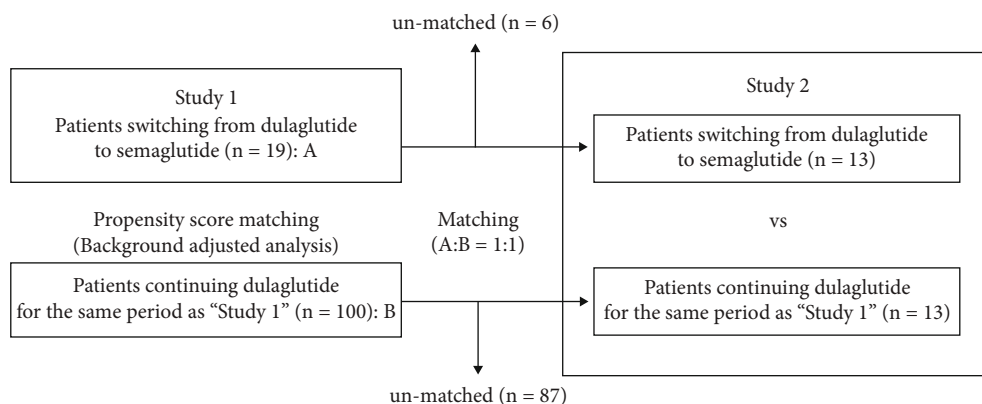 un-matched (n = 6)
Study 1
Patients switching from dulaglutide
to semaglutide (n = 19): A
Study 2
Patients switching from dulaglutide
to semaglutide (n = 13)
Propensity score matching
(Background adjusted analysis)
Matching
(A:B = 1:1)
vs
Patients continuing dulaglutide
for the same period as “Study 1” (n = 100): B
Patients continuing dulaglutide
for the same period as “Study 1” (n = 13)
un-matched (n = 87)